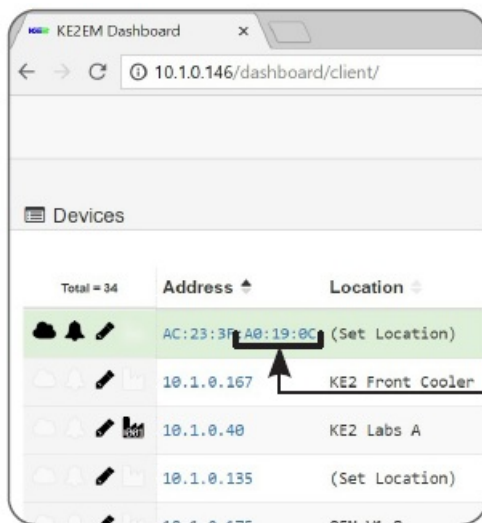 KE2 KE2EM Dashboard ×
10.1.0.146/dashboard/client/
Devices
Total = 34 Address Location
AC:23:3F:A0:19:0C (Set Location)
10.1.0.167 KE2 Front Cooler
10.1.0.40 KE2 Labs A
10.1.0.135 (Set Location)